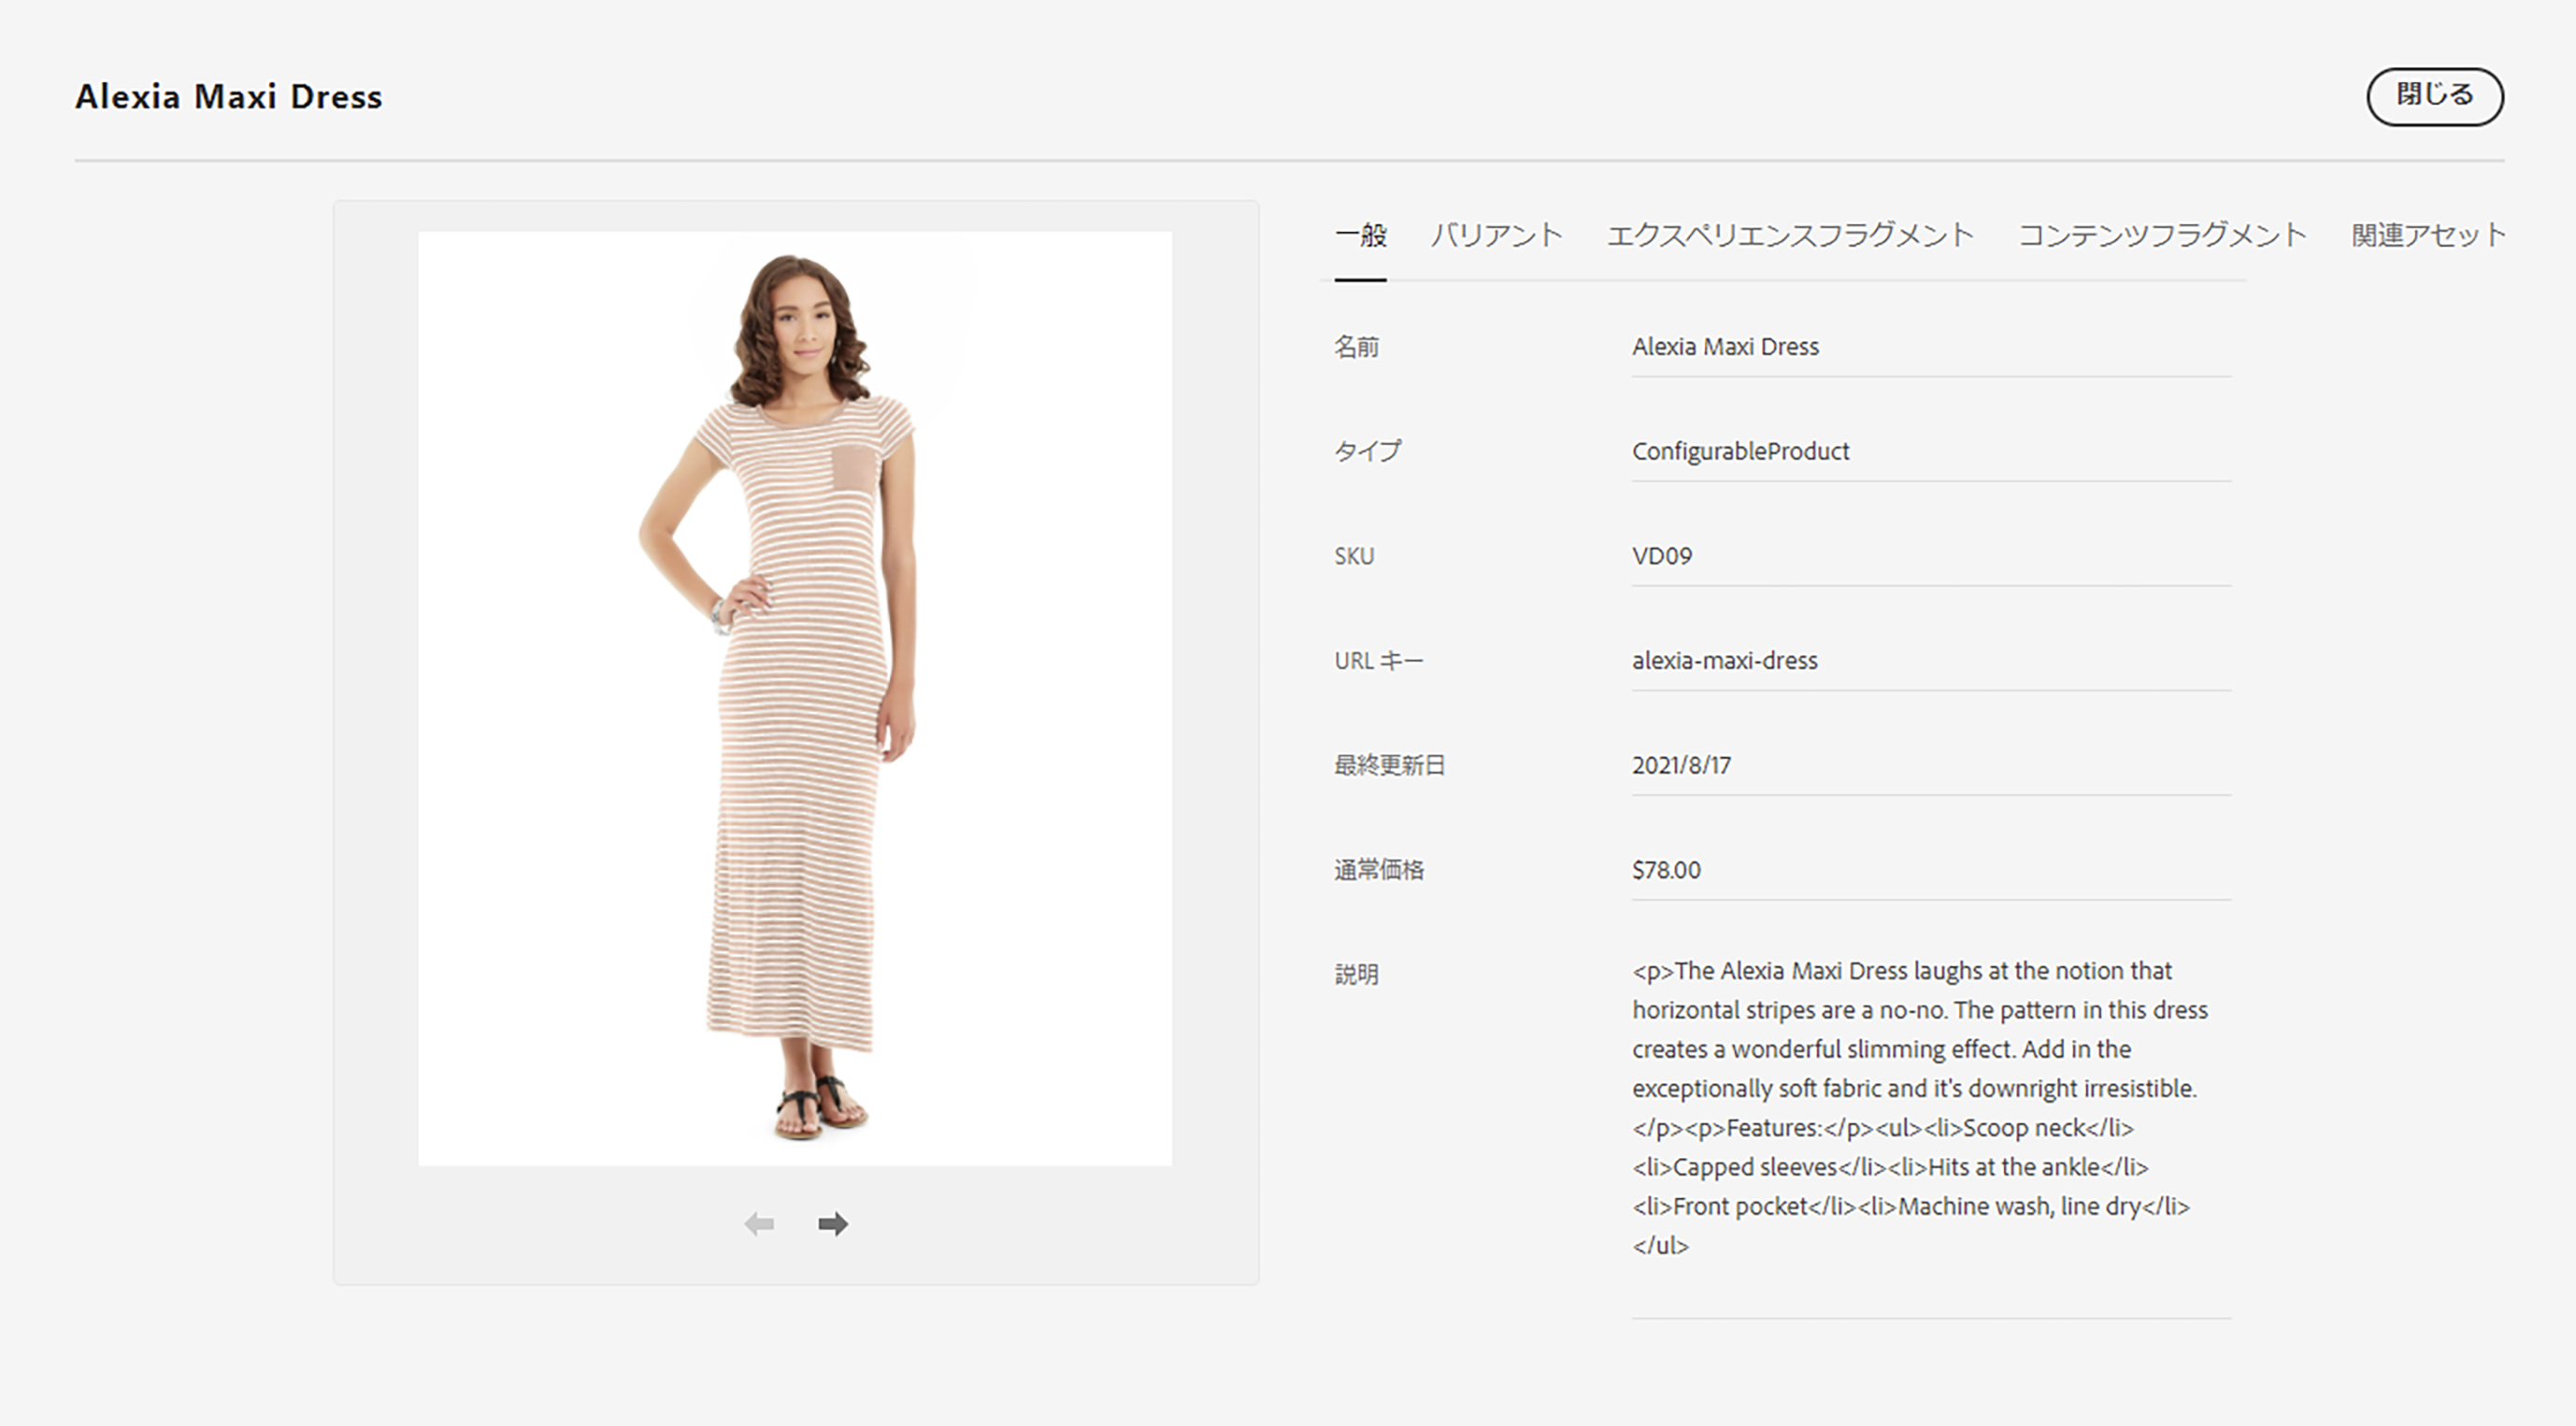 Alexia Maxi Dress
閉じる
一般 バリアント エクスペリエンスフラグメント コンテンツフラグメント 関連アセット
名前 Alexia Maxi Dress
タイプ ConfigurableProduct
SKU VD09
URL キー alexia-maxi-dress
最終更新日 2021/8/17
通常価格 $78.00
説明 <p>The Alexia Maxi Dress laughs at the notion that
horizontal stripes are a no-no. The pattern in this dress
creates a wonderful slimming effect. Add in the
exceptionally soft fabric and it's downright irresistible.
</p><p>Features:</p><ul><li>Scoop neck</li>
<li>Capped sleeves</li><li>Hits at the ankle</li>
<li>Front pocket</li><li>Machine wash, line dry</li>
</ul>